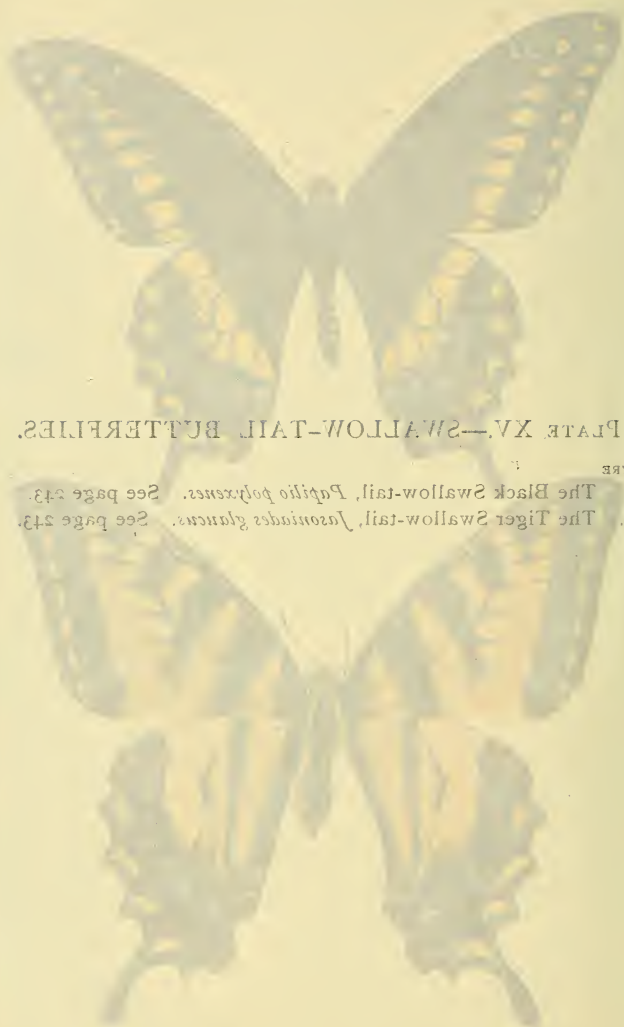 PLATE XV.—SWALLOW-TAIL BUTTERFLIES.
The Black Swallow-tail, Papilio polyxenes. See page 243.
The Tiger Swallow-tail, Jasoniades glaucus. See page 243.